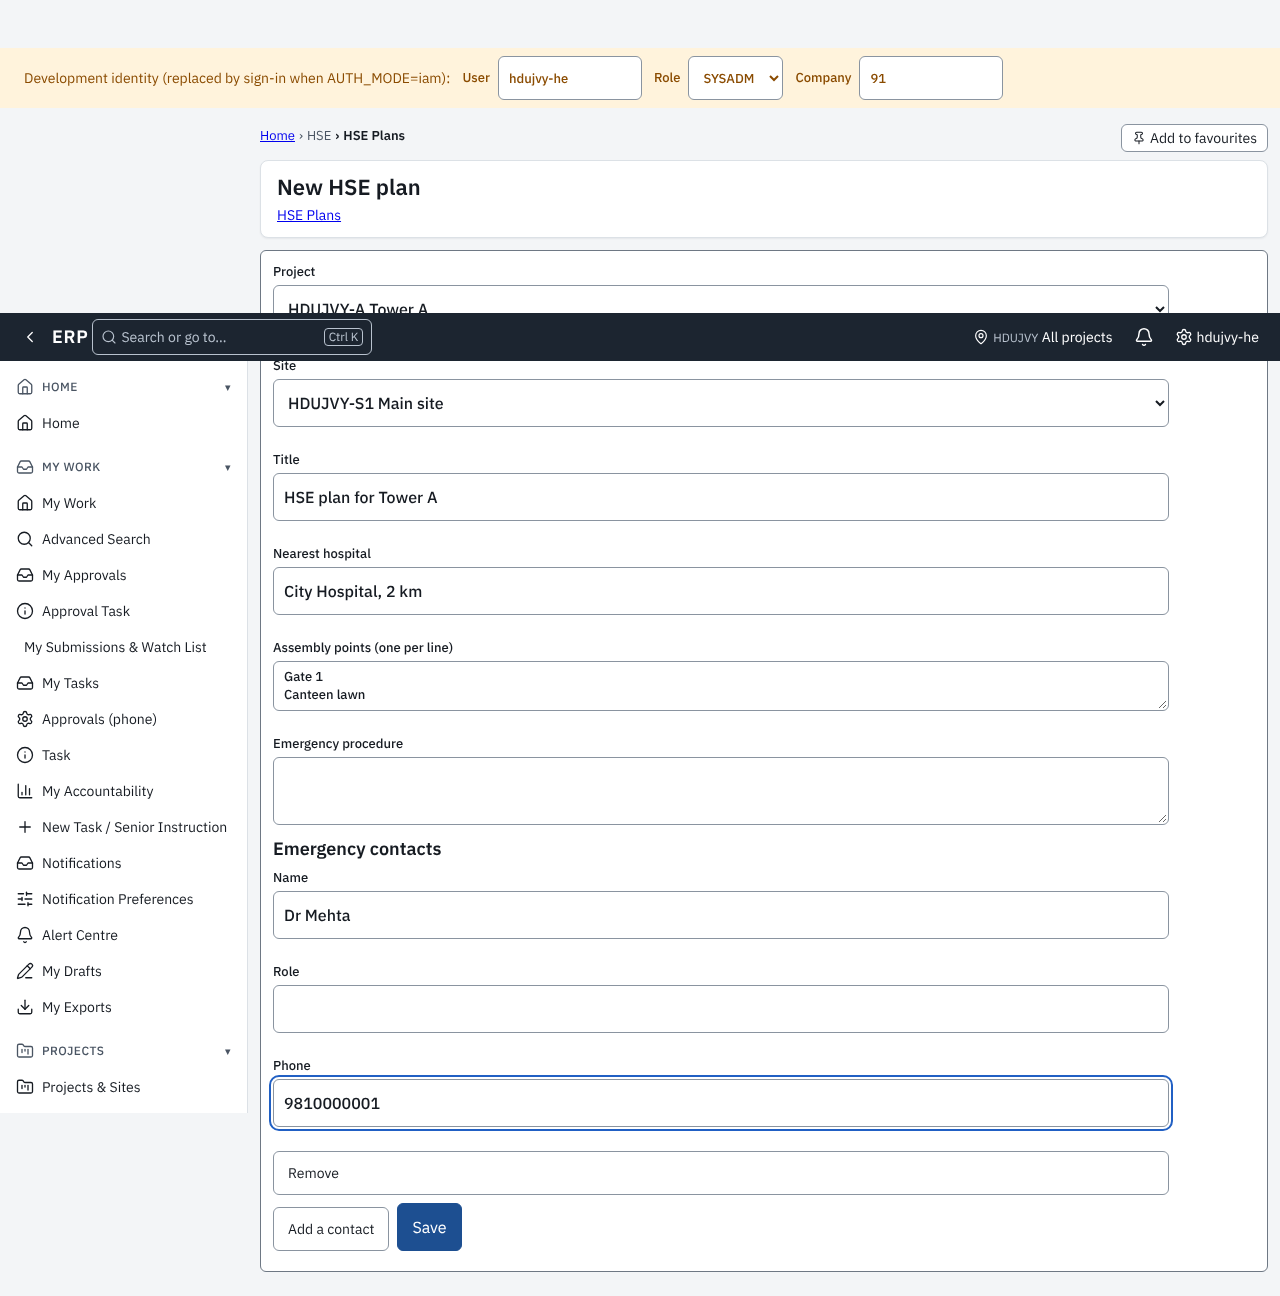 Development identity (replaced by sign-in when AUTH_MODE=iam): User hdujvy-he Role SYSADM Company 91
Home › HSE › HSE Plans
Add to favourites
New HSE plan
HSE Plans
Project
HDUJVY-A Tower A
ERP Search or go to... Ctrl K HDUJVY All projects hdujvy-he
HOME
Home
MY WORK
My Work
Advanced Search
My Approvals
Approval Task
My Submissions & Watch List
My Tasks
Approvals (phone)
Task
My Accountability
New Task / Senior Instruction
Notifications
Notification Preferences
Alert Centre
My Drafts
My Exports
PROJECTS
Projects & Sites
Site
HDUJVY-S1 Main site
Title
HSE plan for Tower A
Nearest hospital
City Hospital, 2 km
Assembly points (one per line)
Gate 1
Canteen lawn
Emergency procedure
Emergency contacts
Name
Dr Mehta
Role
Phone
9810000001
Remove
Add a contact Save